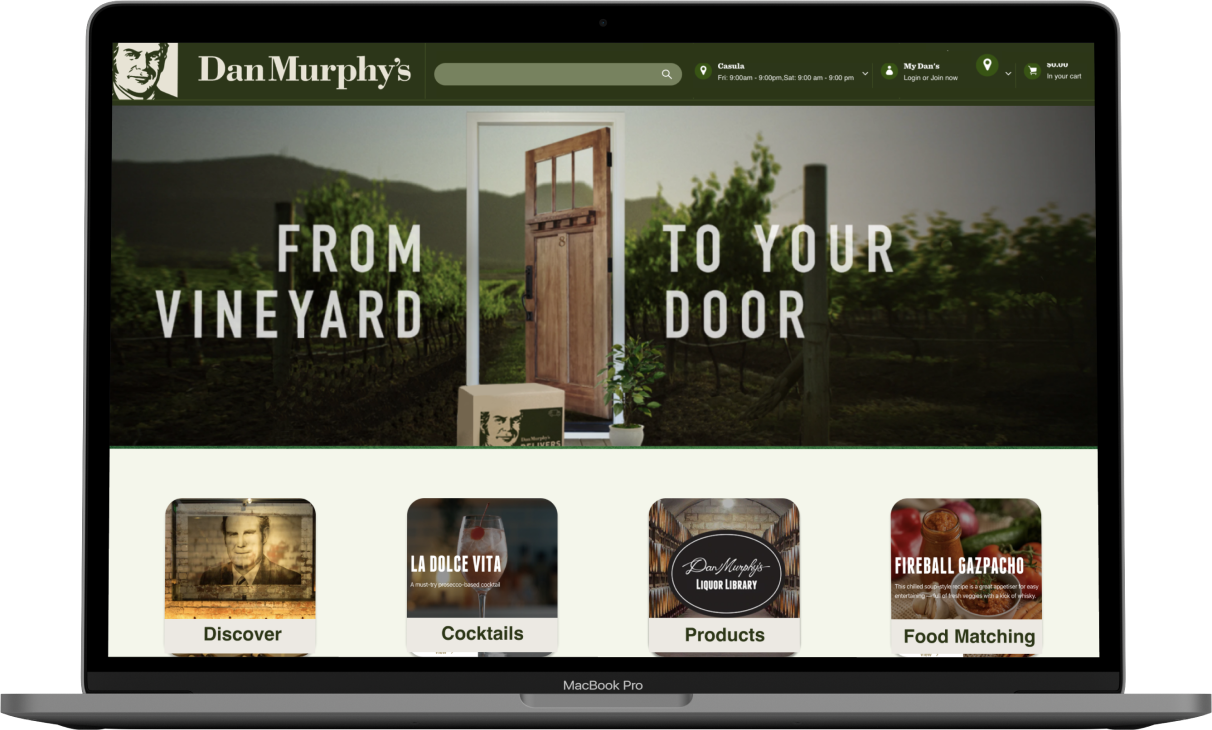 Dan Murphy's
Casula
Fri: 9:00am - 9:00pm,Sat: 9:00 am - 9:00 pm
My Dan's
Login or Join now
$0.00
In your cart
FROM
VINEYARD
TO YOUR
DOOR
8
Dan Murphy's
DELIVERS
LA DOLCE VITA
A must-try prosecco-based cocktail
Dan Murphy's
LIQUOR LIBRARY
FIREBALL GAZPACHO
This chilled soup-style recipe is a great appetiser for easy
entertaining — full of fresh veggies with a kick of whisky.
Discover
Cocktails
Products
Food Matching
MacBook Pro